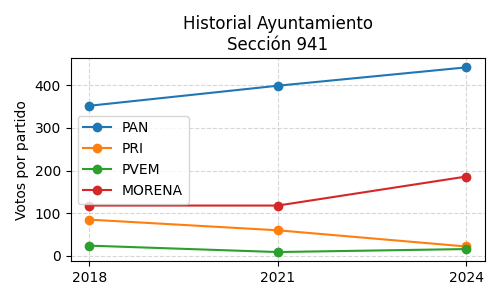 Historial Ayuntamiento
Sección 941
Votos por partido
400
300
200
100
0
PAN
PRI
PVEM
MORENA
2018
2021
2024